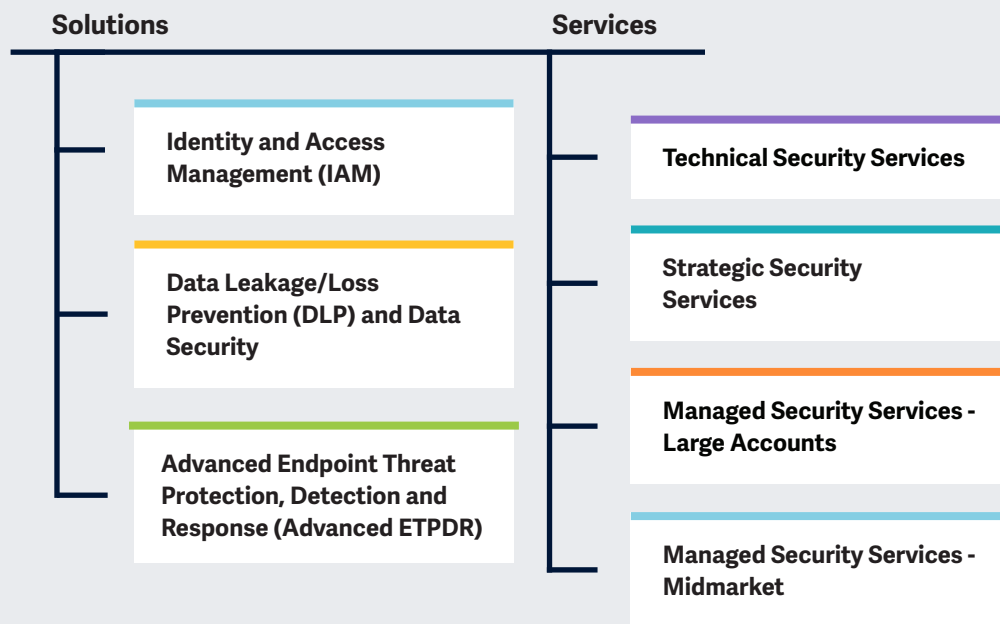 Solutions
Identity and Access
Management (IAM)
Data Leakage/Loss
Prevention (DLP) and Data
Security
Advanced Endpoint Threat
Protection, Detection and
Response (Advanced ETPDR)
Services
Technical Security Services
Strategic Security
Services
Managed Security Services -
Large Accounts
Managed Security Services -
Midmarket